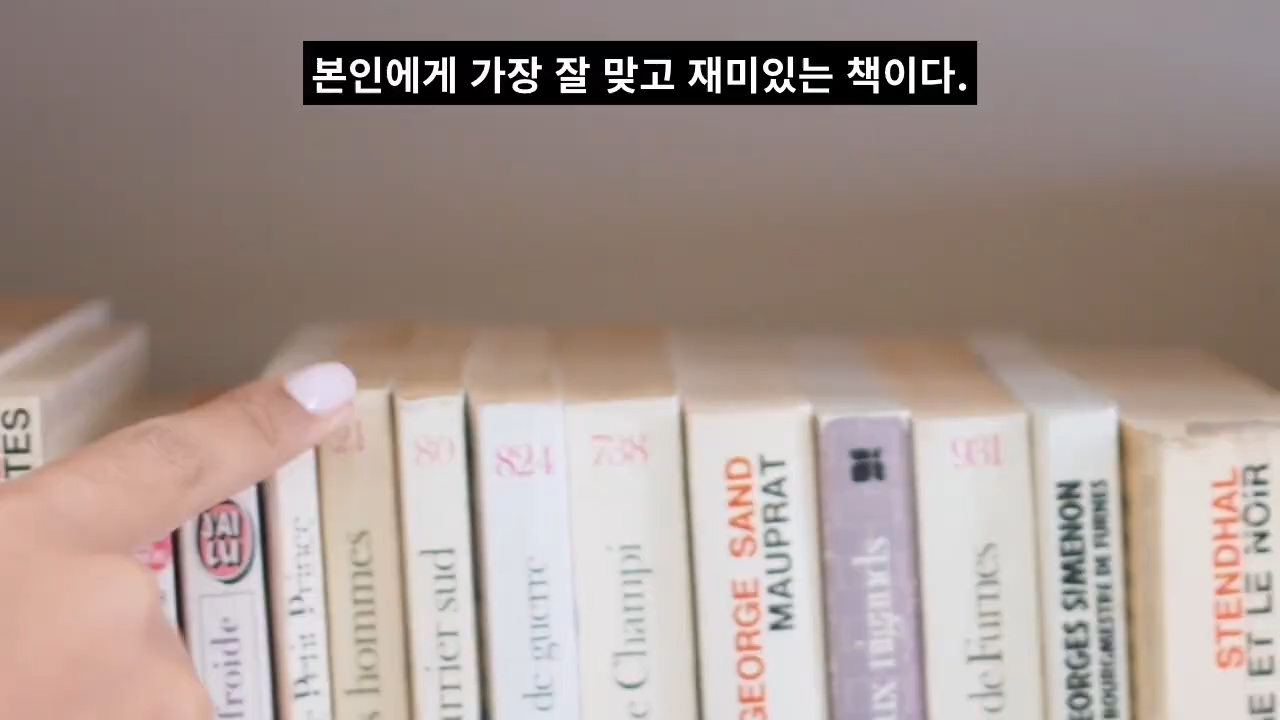 본인에게 가장 잘 맞고 재미있는 책이다.
TES
J'AI
LU
froide
Petit Prince
21
hommes
80
rrier sud
824
de guerre
738
Champi
GEORGE SAND
MAUPRAT
931
de Furnes
GEORGES SIMENON
BOURGMESTRE DE FURNES
STENDHAL
E ET LE NOIR